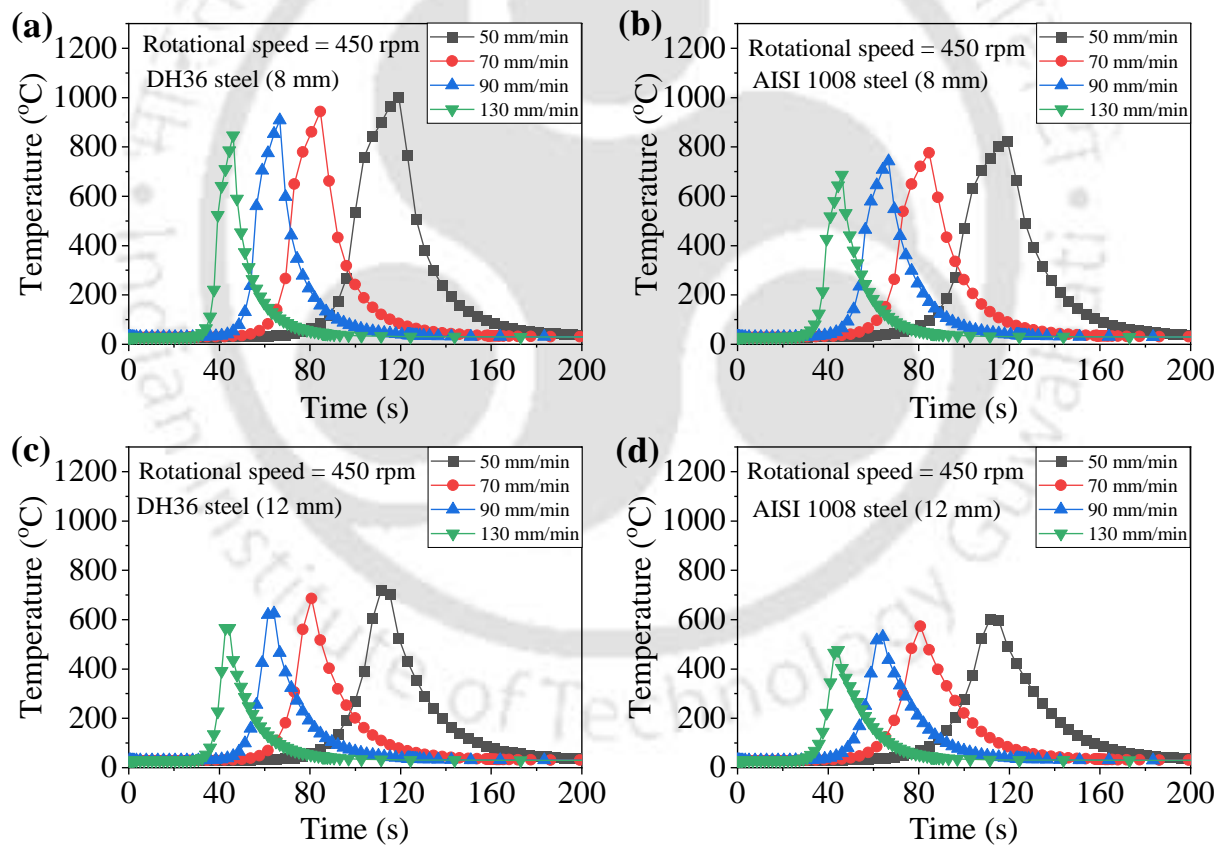 (a)
Rotational speed = 450 rpm
DH36 steel (8 mm)
50 mm/min
70 mm/min
90 mm/min
130 mm/min
Temperature (°C)
1200
1000
800
600
400
200
0
0 40 80 120 160 200
Time (s)
(b)
Rotational speed = 450 rpm
AISI 1008 steel (8 mm)
50 mm/min
70 mm/min
90 mm/min
130 mm/min
Temperature (°C)
1200
1000
800
600
400
200
0
0 40 80 120 160 200
Time (s)
(c)
Rotational speed = 450 rpm
DH36 steel (12 mm)
50 mm/min
70 mm/min
90 mm/min
130 mm/min
Temperature (°C)
1200
1000
800
600
400
200
0
0 40 80 120 160 200
Time (s)
(d)
Rotational speed = 450 rpm
AISI 1008 steel (12 mm)
50 mm/min
70 mm/min
90 mm/min
130 mm/min
Temperature (°C)
1200
1000
800
600
400
200
0
0 40 80 120 160 200
Time (s)
Indian Institute of Technology Guwahati